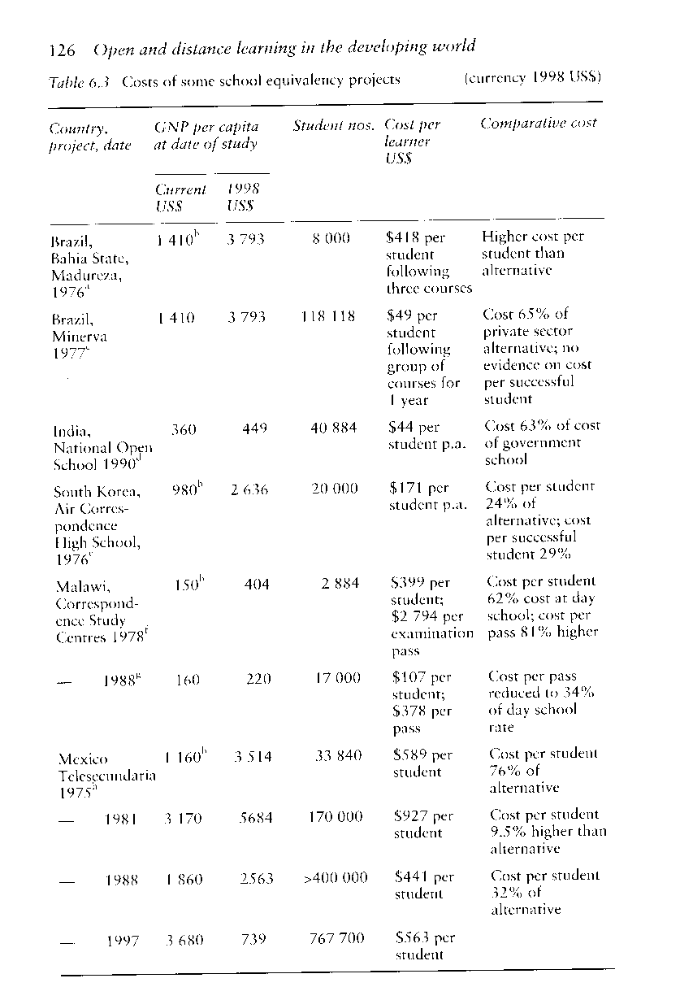 126 Open and distance learning in the developing world
Table 6.3 Costs of some school equivalency projects (currency 1998 US$)
Country, GNP per capita Student nos. Cost per Comparative cost
project, date at date of study learner
US$
Current 1998
US$ US$
Brazil, 1 410ᵇ 3 793 8 000 $418 per Higher cost per
Bahia State, student student than
Madureza, following alternative
1976ᵃ three courses
Brazil, 1 410 3 793 118 118 $49 per Cost 65% of
Minerva student private sector
1977ᶜ following alternative; no
group of evidence on cost
courses for per successful
1 year student
India, 360 449 40 884 $44 per Cost 63% of cost
National Open student p.a. of government
School 1990ᵈ school
South Korea, 980ᵇ 2 636 20 000 $171 per Cost per student
Air Corres- student p.a. 24% of
pondence alternative; cost
High School, per successful
1976ᵉ student 29%
Malawi, 150ᵇ 404 2 884 $399 per Cost per student
Correspond- student; 62% cost at day
ence Study $2 794 per school; cost per
Centres 1978ᶠ examination pass 81% higher
pass
— 1988ᵍ 160 220 17 000 $107 per Cost per pass
student; reduced to 34%
$378 per of day school
pass rate
Mexico 1 160ᵇ 3 514 33 840 $589 per Cost per student
Telesecundaria student 76% of
1975ᵃ alternative
— 1981 3 170 5684 170 000 $927 per Cost per student
student 9.5% higher than
alternative
— 1988 1 860 2563 >400 000 $441 per Cost per student
student 32% of
alternative
— 1997 3 680 739 767 700 $563 per
student